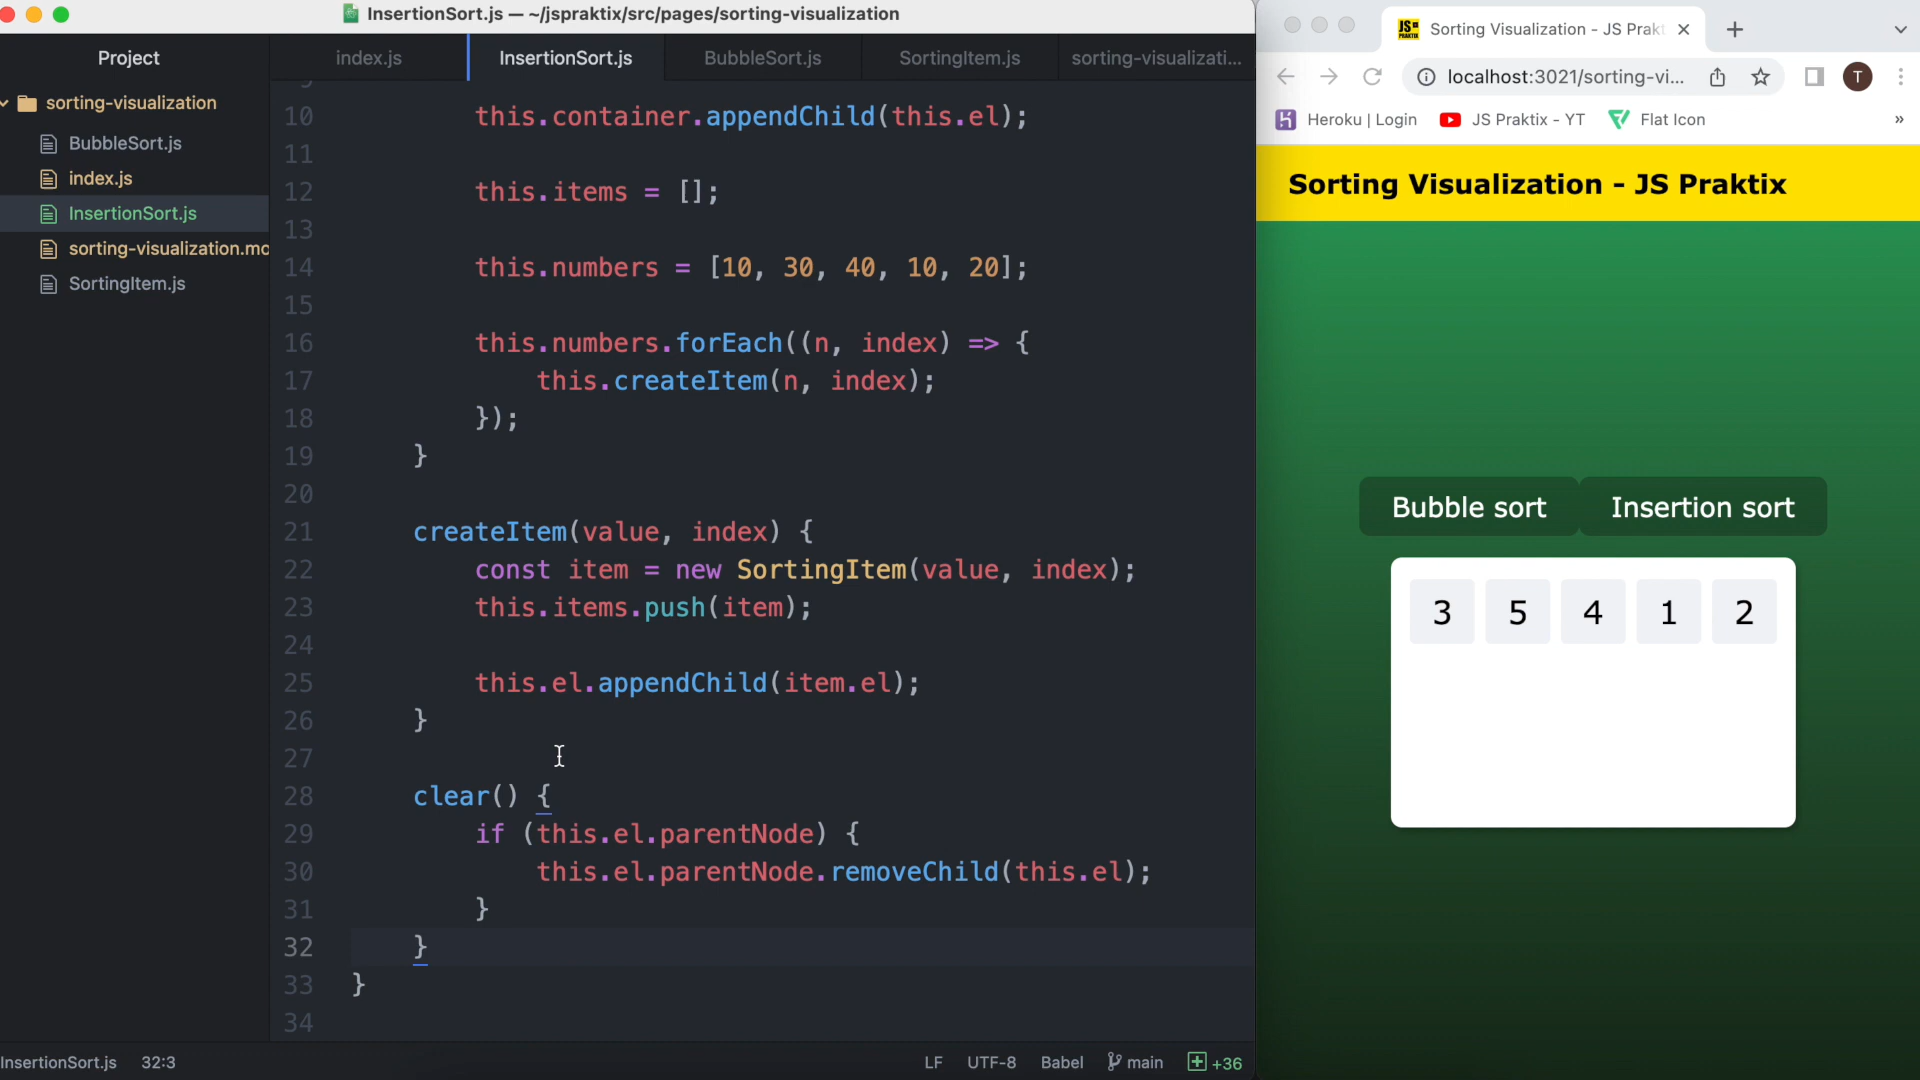 InsertionSort.js — ~/jspraktix/src/pages/sorting-visualization
Project
index.js
InsertionSort.js
BubbleSort.js
SortingItem.js
sorting-visualizati...
sorting-visualization
BubbleSort.js
index.js
InsertionSort.js
sorting-visualization.mo
SortingItem.js
10 this.container.appendChild(this.el);
11
12 this.items = [];
13
14 this.numbers = [10, 30, 40, 10, 20];
15
16 this.numbers.forEach((n, index) => {
17 this.createItem(n, index);
18 });
19 }
20
21 createItem(value, index) {
22 const item = new SortingItem(value, index);
23 this.items.push(item);
24
25 this.el.appendChild(item.el);
26 }
27
28 clear() {
29 if (this.el.parentNode) {
30 this.el.parentNode.removeChild(this.el);
31 }
32 }
33 }
34
InsertionSort.js 32:3
LF UTF-8 Babel main +36
JS PRAKTIX Sorting Visualization - JS Prakt
localhost:3021/sorting-vi... T
Heroku | Login JS Praktix - YT Flat Icon »
Sorting Visualization - JS Praktix
Bubble sort Insertion sort
3 5 4 1 2